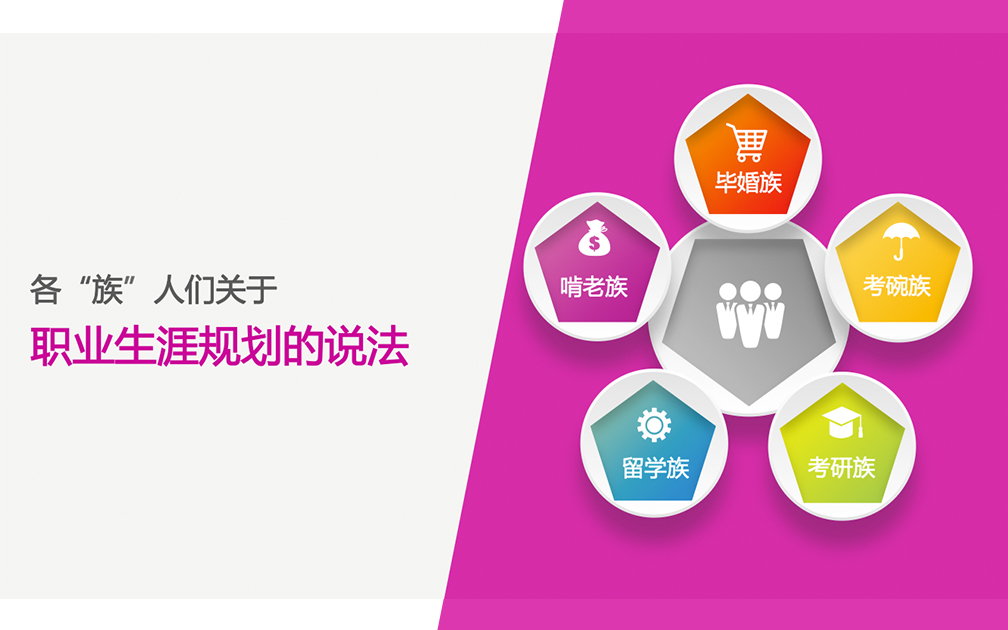 各“族”人们关于
职业生涯规划的说法
毕婚族
啃老族
考碗族
留学族
考研族